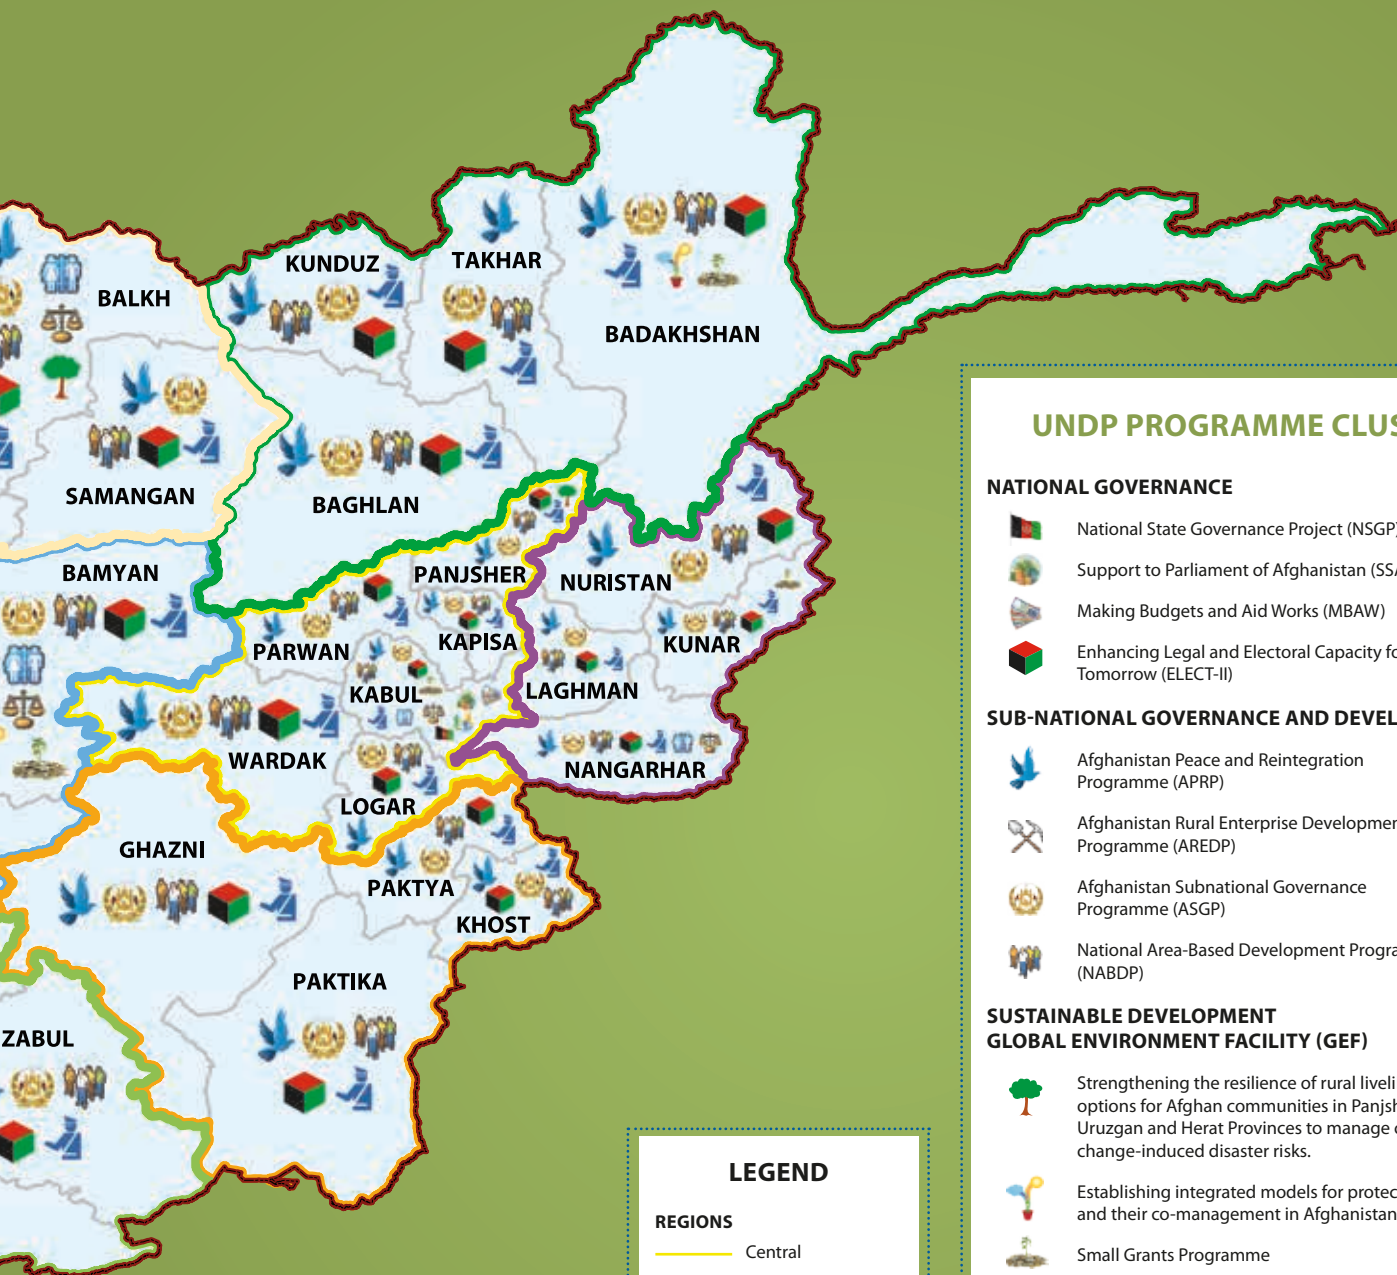 KUNDUZ
TAKHAR
BALKH
BADAKHSHAN
SAMANGAN
BAGHLAN
BAMYAN
PANJSHER
NURISTAN
PARWAN
KAPISA
KUNAR
KABUL
LAGHMAN
WARDAK
NANGARHAR
LOGAR
GHAZNI
PAKTYA
KHOST
PAKTIKA
ZABUL
UNDP PROGRAMME CLUS
NATIONAL GOVERNANCE
National State Governance Project (NSGP)
Support to Parliament of Afghanistan (SSA
Making Budgets and Aid Works (MBAW)
Enhancing Legal and Electoral Capacity fo
Tomorrow (ELECT-II)
SUB-NATIONAL GOVERNANCE AND DEVEL
Afghanistan Peace and Reintegration
Programme (APRP)
Afghanistan Rural Enterprise Developmen
Programme (AREDP)
Afghanistan Subnational Governance
Programme (ASGP)
National Area-Based Development Progra
(NABDP)
SUSTAINABLE DEVELOPMENT
GLOBAL ENVIRONMENT FACILITY (GEF)
Strengthening the resilience of rural liveli
options for Afghan communities in Panjsh
Uruzgan and Herat Provinces to manage c
change-induced disaster risks.
Establishing integrated models for protec
and their co-management in Afghanistan
Small Grants Programme
LEGEND
REGIONS
Central